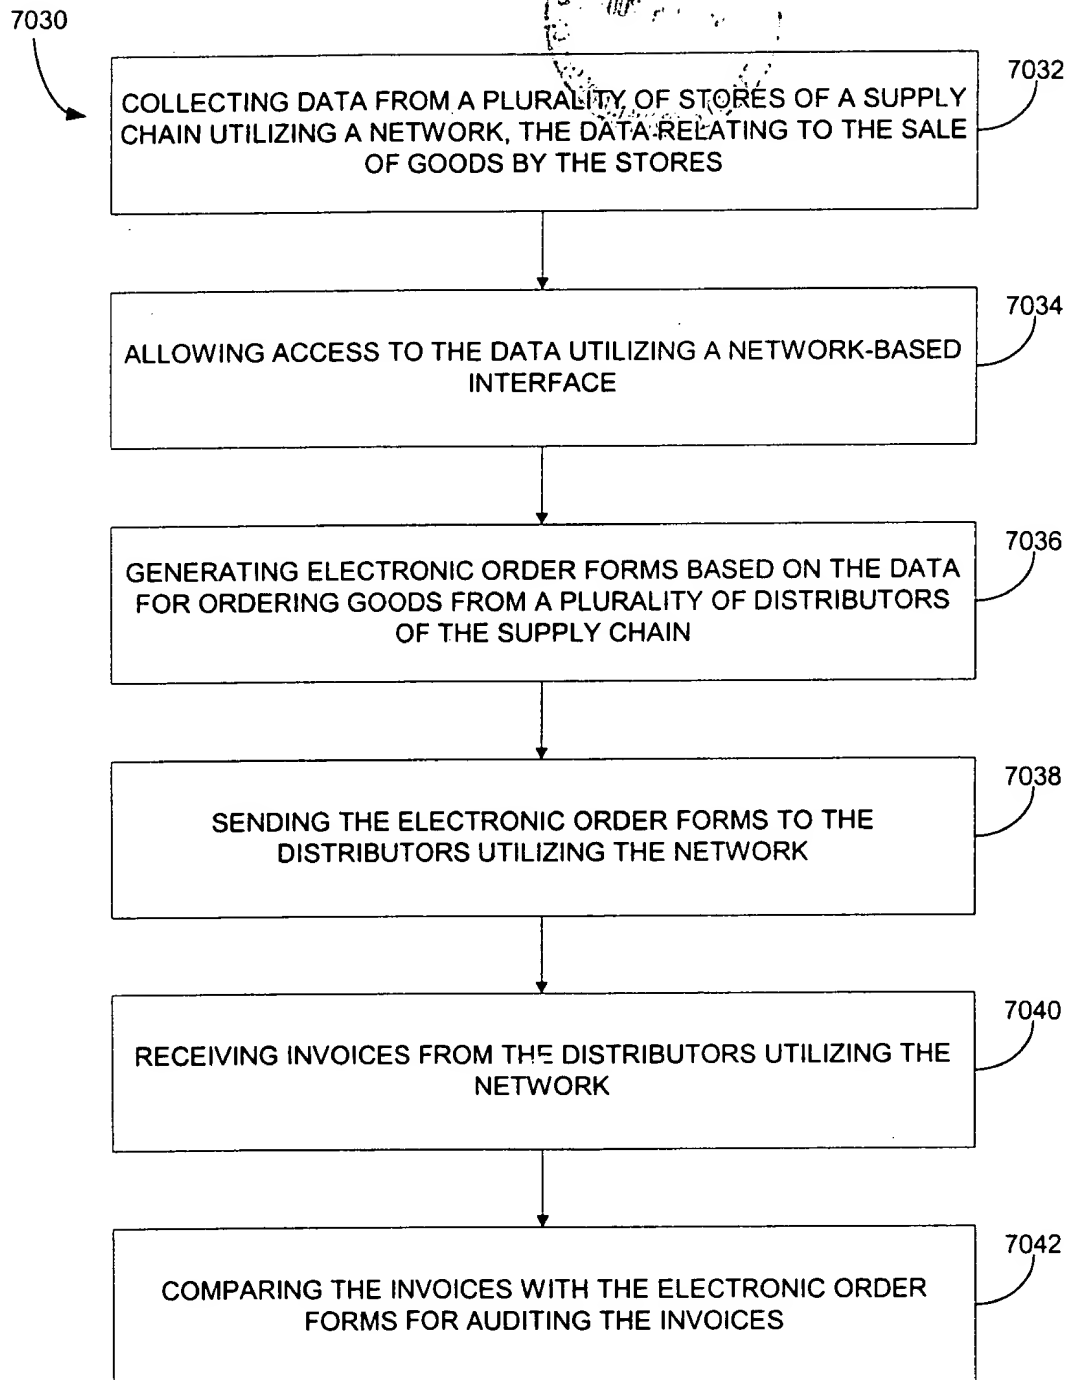 7030
7032
COLLECTING DATA FROM A PLURALITY OF STORES OF A SUPPLY
CHAIN UTILIZING A NETWORK, THE DATA RELATING TO THE SALE
OF GOODS BY THE STORES
7034
ALLOWING ACCESS TO THE DATA UTILIZING A NETWORK-BASED
INTERFACE
7036
GENERATING ELECTRONIC ORDER FORMS BASED ON THE DATA
FOR ORDERING GOODS FROM A PLURALITY OF DISTRIBUTORS
OF THE SUPPLY CHAIN
7038
SENDING THE ELECTRONIC ORDER FORMS TO THE
DISTRIBUTORS UTILIZING THE NETWORK
7040
RECEIVING INVOICES FROM THE DISTRIBUTORS UTILIZING THE
NETWORK
7042
COMPARING THE INVOICES WITH THE ELECTRONIC ORDER
FORMS FOR AUDITING THE INVOICES